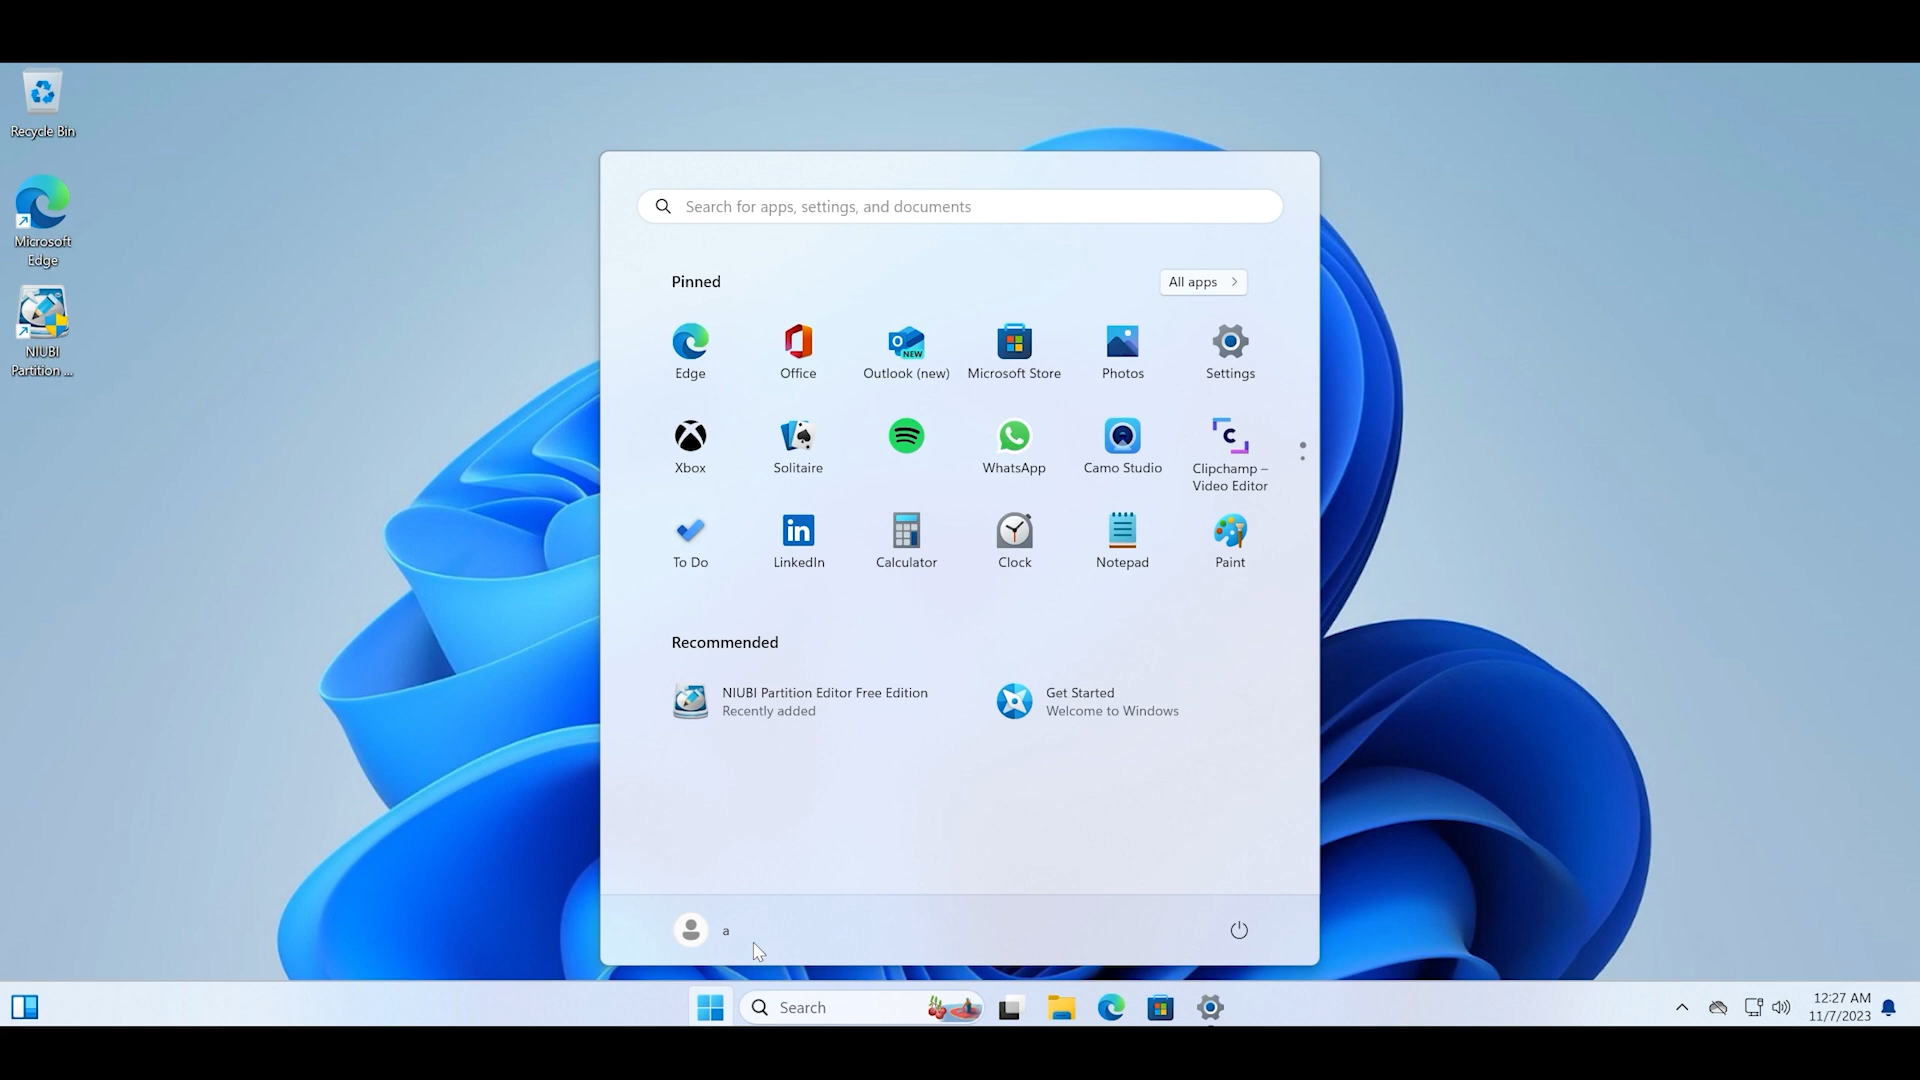 Recycle Bin
Microsoft
Edge
NIUBI
Partition ...
Search for apps, settings, and documents
Pinned
All apps
Edge
Office
O
NEW
Outlook (new)
Microsoft Store
Photos
Settings
Xbox
Solitaire
WhatsApp
Camo Studio
C
Clipchamp –
Video Editor
To Do
in
LinkedIn
Calculator
Clock
Notepad
Paint
Recommended
NIUBI Partition Editor Free Edition
Recently added
Get Started
Welcome to Windows
a
Search
12:27 AM
11/7/2023